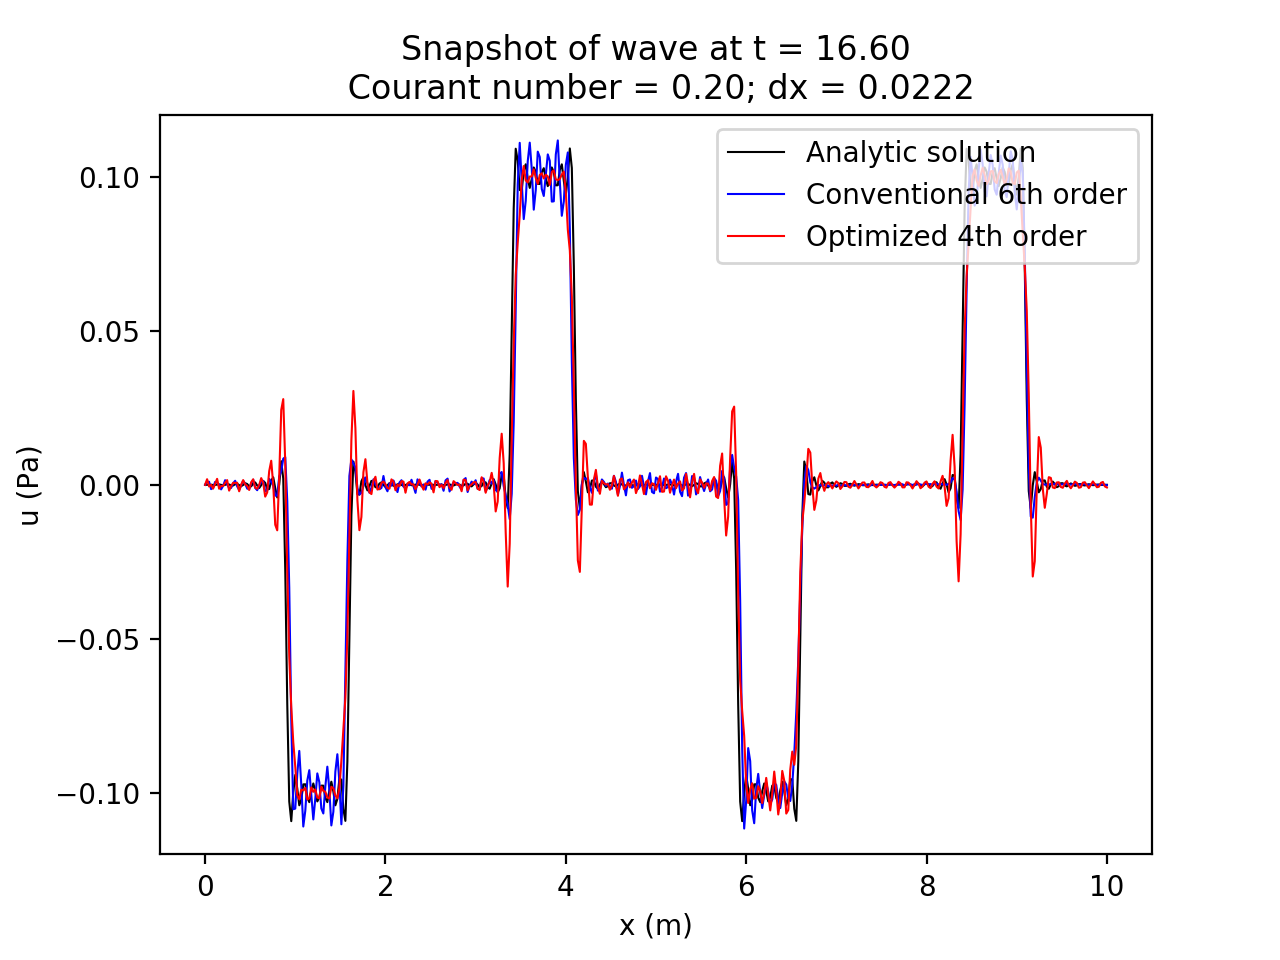 Snapshot of wave at t = 16.60
Courant number = 0.20; dx = 0.0222
Analytic solution
Conventional 6th order
Optimized 4th order
0.10
0.05
0.00
−0.05
−0.10
u (Pa)
0 2 4 6 8 10
x (m)